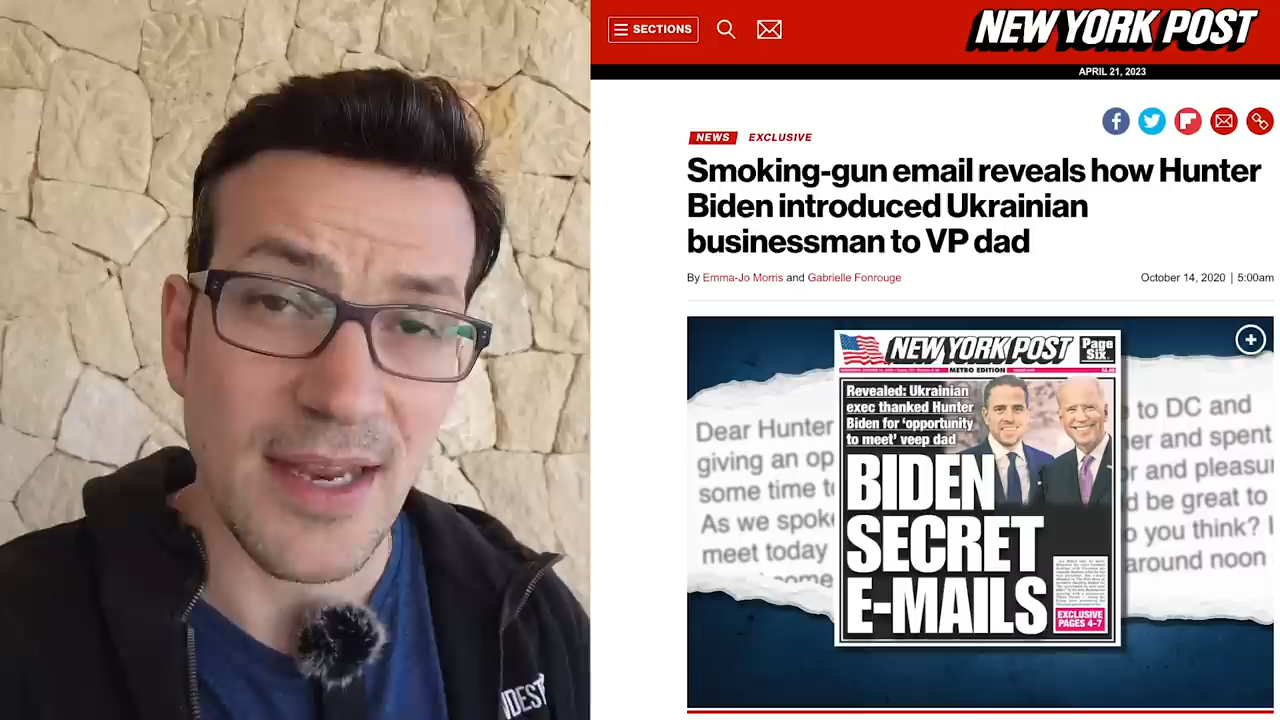 SECTIONS
NEW YORK POST
APRIL 21, 2023
NEWS EXCLUSIVE
Smoking-gun email reveals how Hunter
Biden introduced Ukrainian
businessman to VP dad
By Emma-Jo Morris and Gabrielle Fonrouge
October 14, 2020 | 5:00am
NEW YORK POST
Page
Six.
METRO EDITION
Revealed: Ukrainian
exec thanked Hunter
Biden for 'opportunity
to meet' veep dad
BIDEN
SECRET
E-MAILS
EXCLUSIVE
PAGES 4-7
Dear Hunter
giving an op
some time t
As we spok
meet today
to DC and
er and spent
r and pleasu
d be great to
o you think? I
around noon